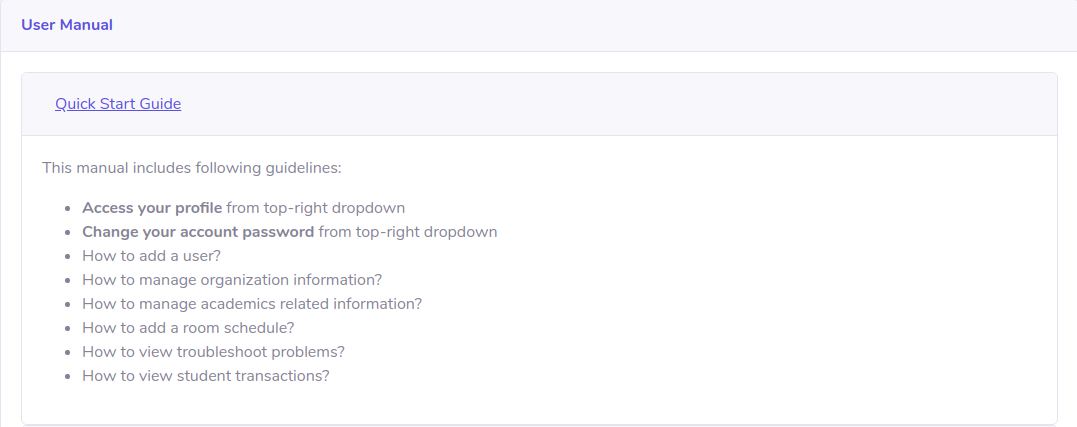 User Manual
Quick Start Guide
This manual includes following guidelines:
Access your profile from top-right dropdown
Change your account password from top-right dropdown
How to add a user?
How to manage organization information?
How to manage academics related information?
How to add a room schedule?
How to view troubleshoot problems?
How to view student transactions?